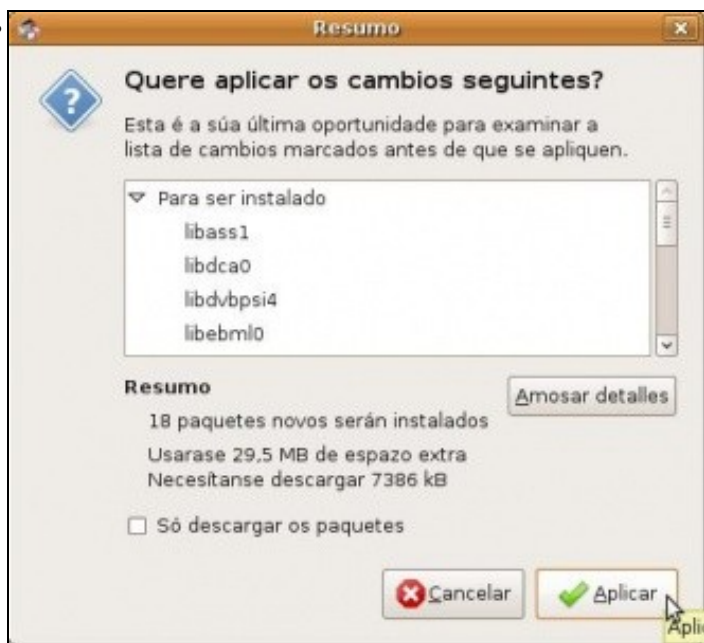 Resumo
Quere aplicar os cambios seguintes?
Esta é a súa última oportunidade para examinar a
lista de cambios marcados antes de que se apliquen.
Para ser instalado
libass1
libdca0
libdvbpsi4
libebml0
Resumo
Amosar detalles
18 paquetes novos serán instalados
Usarase 29,5 MB de espazo extra
Necesítanse descargar 7386 kB
Só descargar os paquetes
Cancelar
Aplicar